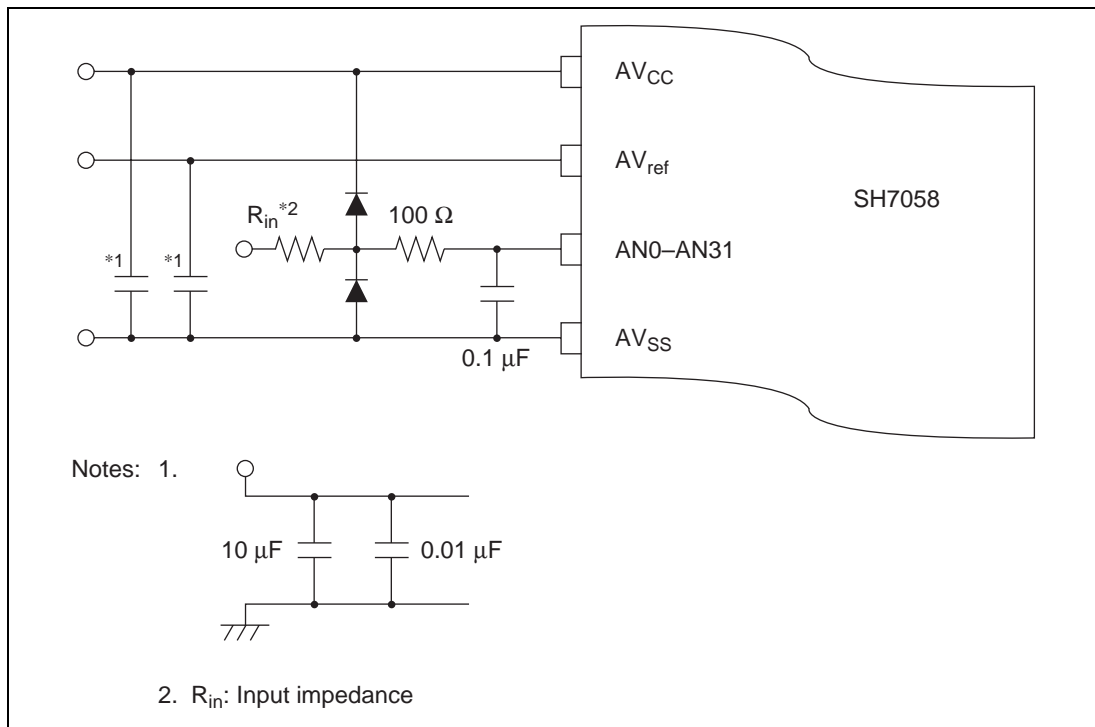 AVCC
AVref
SH7058
Rin*2
100 Ω
AN0–AN31
*1
*1
AVSS
0.1 μF
Notes: 1.
10 μF
0.01 μF
2. Rin: Input impedance